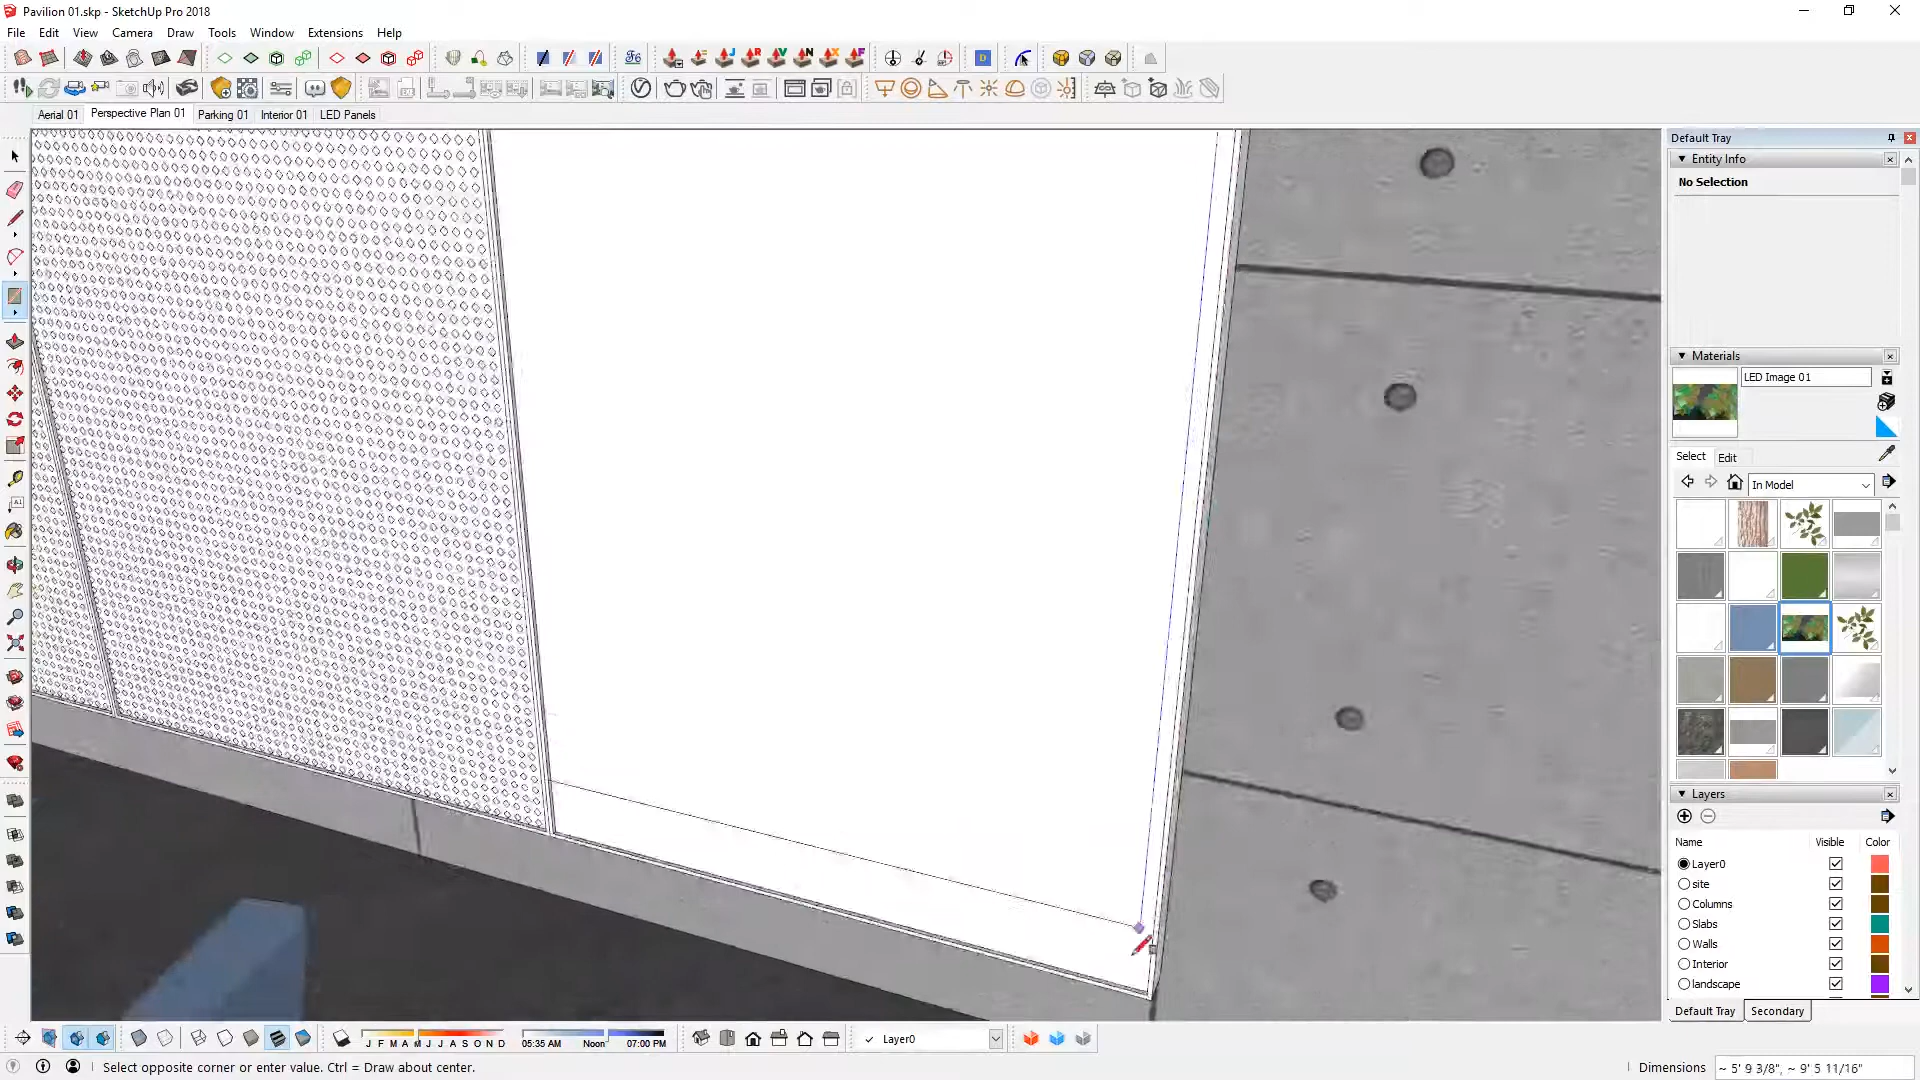 Pavilion 01.skp - SketchUp Pro 2018
File Edit View Camera Draw Tools Window Extensions Help
J R V N X F
D
Aerial 01 Perspective Plan 01 Parking 01 Interior 01 LED Panels
Default Tray
Entity Info
No Selection
Materials
LED Image 01
Select Edit
In Model
A1
Layers
Name Visible Color
Layer0
site
Columns
Slabs
Walls
Interior
landscape
Default Tray Secondary
J F M A M J J A S O N D 05:35 AM Noon 07:00 PM Layer0
Select opposite corner or enter value. Ctrl = Draw about center.
Dimensions ~ 5' 9 3/8", ~ 9' 5 11/16"